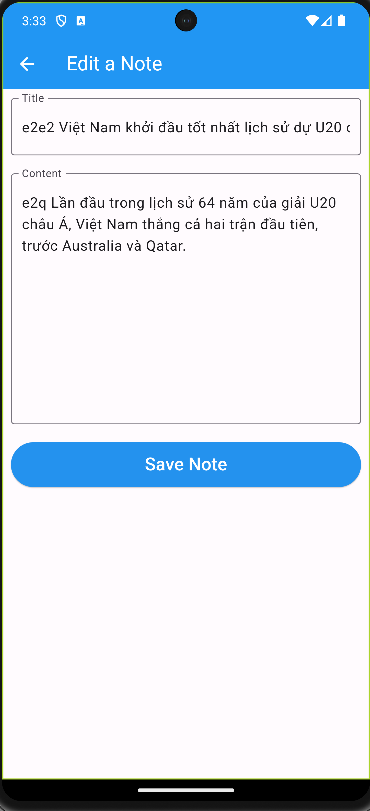 3:33
Edit a Note
Title
e2e2 Việt Nam khởi đầu tốt nhất lịch sử dự U20
Content
e2q Lần đầu trong lịch sử 64 năm của giải U20
châu Á, Việt Nam thắng cả hai trận đầu tiên,
trước Australia và Qatar.
Save Note